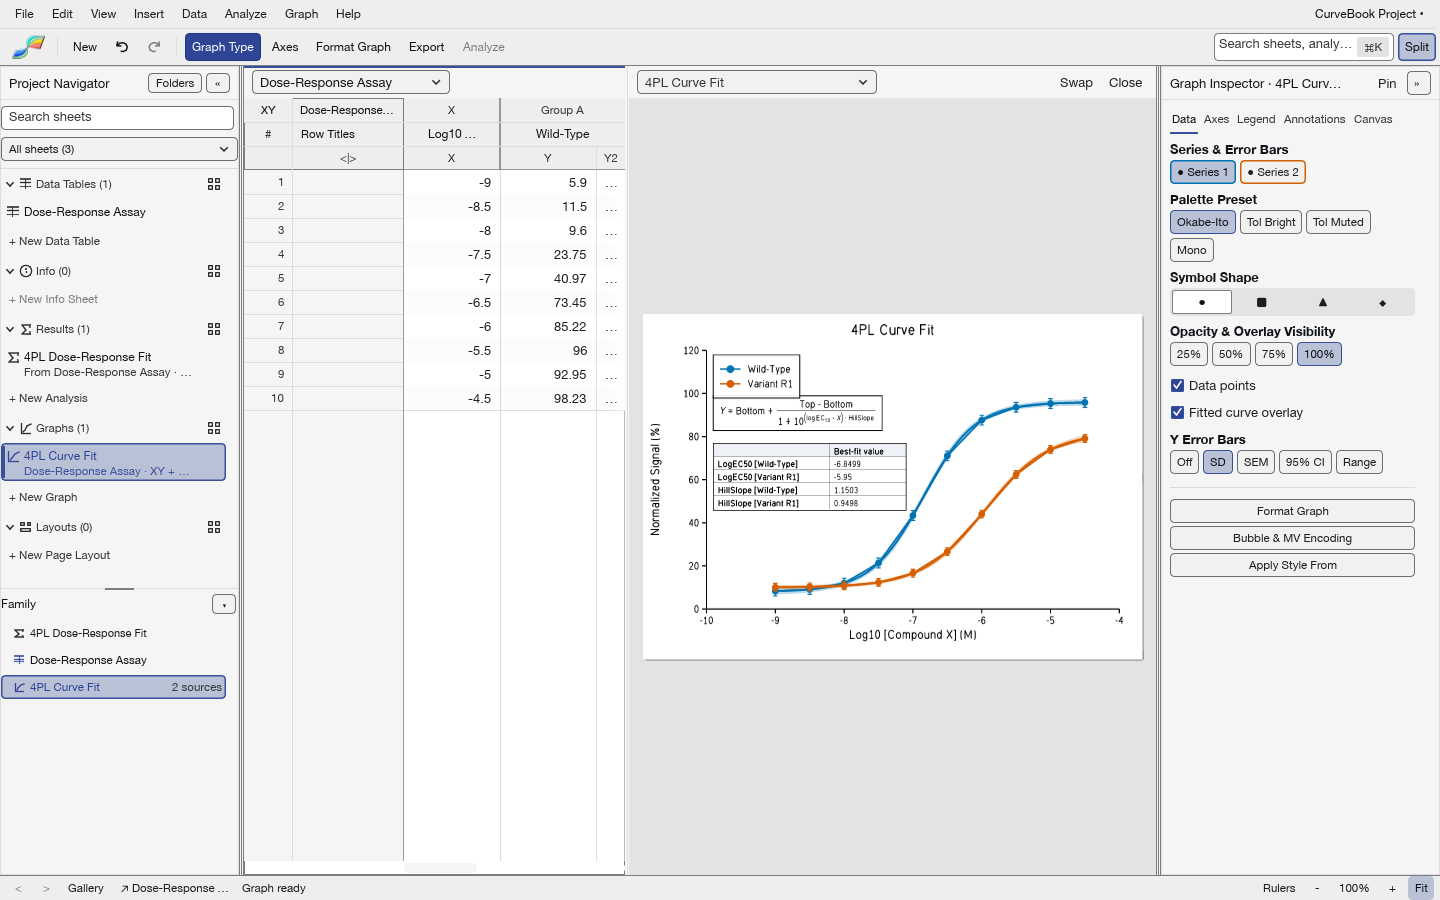 File Edit View Insert Data Analyze Graph Help CurveBook Project •
New Graph Type Axes Format Graph Export Analyze Search sheets, analy… ⌘K Split
Project Navigator Folders «
Search sheets
All sheets (3)
Data Tables (1)
Dose-Response Assay
+ New Data Table
Info (0)
+ New Info Sheet
Results (1)
4PL Dose-Response Fit
From Dose-Response Assay · …
+ New Analysis
Graphs (1)
4PL Curve Fit
Dose-Response Assay · XY + …
+ New Graph
Layouts (0)
+ New Page Layout
Family
4PL Dose-Response Fit
Dose-Response Assay
4PL Curve Fit 2 sources
Dose-Response Assay
XY Dose-Response… X Group A
# Row Titles Log10 … Wild-Type
<|> X Y Y2
1 -9 5.9 …
2 -8.5 11.5 …
3 -8 9.6 …
4 -7.5 23.75 …
5 -7 40.97 …
6 -6.5 73.45 …
7 -6 85.22 …
8 -5.5 96 …
9 -5 92.95 …
10 -4.5 98.23 …
4PL Curve Fit Swap Close
4PL Curve Fit
Wild-Type
Variant R1
Y = Bottom + Top - Bottom
1 + 10^(logEC50 - X) · HillSlope
Best-fit value
LogEC50 [Wild-Type] -6.8499
LogEC50 [Variant R1] -5.95
HillSlope [Wild-Type] 1.1503
HillSlope [Variant R1] 0.9498
Normalized Signal (%)
120
100
80
60
40
20
0
-10 -9 -8 -7 -6 -5 -4
Log10 [Compound X] (M)
Graph Inspector · 4PL Curv… Pin »
Data Axes Legend Annotations Canvas
Series & Error Bars
Series 1 Series 2
Palette Preset
Okabe-Ito Tol Bright Tol Muted
Mono
Symbol Shape
Opacity & Overlay Visibility
25% 50% 75% 100%
Data points
Fitted curve overlay
Y Error Bars
Off SD SEM 95% CI Range
Format Graph
Bubble & MV Encoding
Apply Style From
< > Gallery ↗ Dose-Response … Graph ready Rulers - 100% + Fit